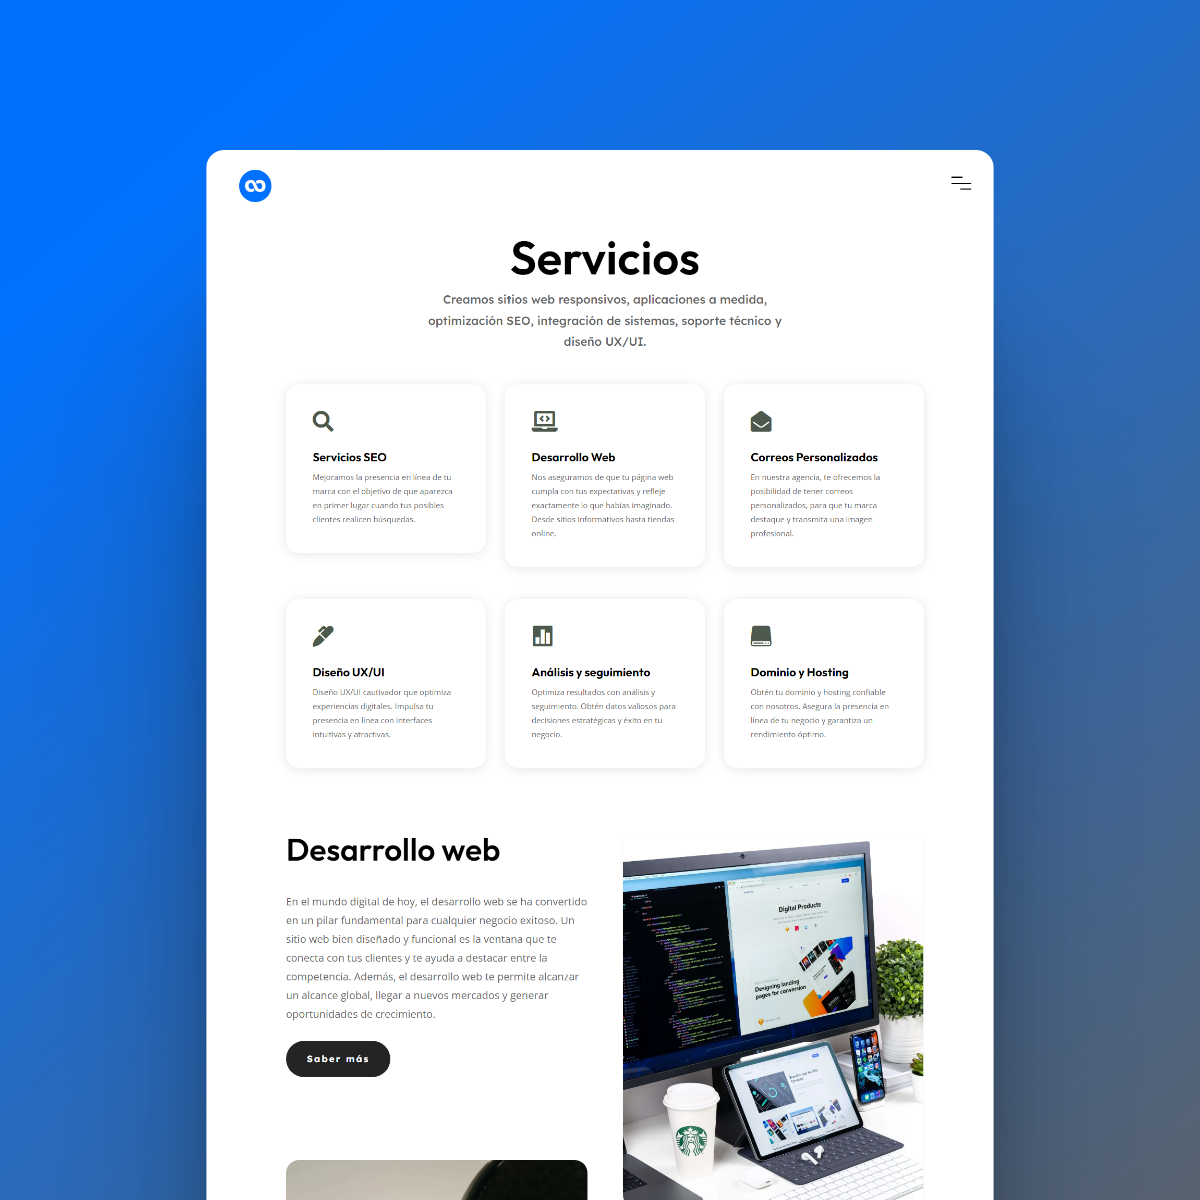 Servicios
Creamos sitios web responsivos, aplicaciones a medida,
optimización SEO, integración de sistemas, soporte técnico y
diseño UX/UI.
Servicios SEO
Mejoramos la presencia en línea de tu
marca con el objetivo de que aparezca
en primer lugar cuando tus posibles
clientes realicen búsquedas.
Desarrollo Web
Nos aseguramos de que tu página web
cumpla con tus expectativas y refleje
exactamente lo que habías imaginado.
Desde sitios informativos hasta tiendas
online.
Correos Personalizados
En nuestra agencia, te ofrecemos la
posibilidad de tener correos
personalizados, para que tu marca
destaque y transmita una imagen
profesional.
Diseño UX/UI
Diseño UX/UI cautivador que optimiza
experiencias digitales. Impulsa tu
presencia en línea con interfaces
intuitivas y atractivas.
Análisis y seguimiento
Optimiza resultados con análisis y
seguimiento. Obtén datos valiosos para
decisiones estratégicas y éxito en tu
negocio.
Dominio y Hosting
Obtén tu dominio y hosting confiable
con nosotros. Asegura la presencia en
línea de tu negocio y garantiza un
rendimiento óptimo.
Desarrollo web
En el mundo digital de hoy, el desarrollo web se ha convertido
en un pilar fundamental para cualquier negocio exitoso. Un
sitio web bien diseñado y funcional es la ventana que te
conecta con tus clientes y te ayuda a destacar entre la
competencia. Además, el desarrollo web te permite alcanzar
un alcance global, llegar a nuevos mercados y generar
oportunidades de crecimiento.
Saber más
Digital Products
Designing landing
pages for conversion